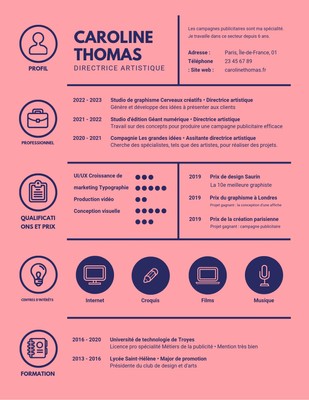 CAROLINE
THOMAS
DIRECTRICE ARTISTIQUE
PROFIL
Les campagnes publicitaires sont ma spécialité.
Je travaille dans ce secteur depuis 6 ans.
Adresse : Paris, Île-de-France, 01
Téléphone 23 45 67 89
: Site web : carolinethomas.fr
PROFESSIONNEL
2022 - 2023 Studio de graphisme Cerveaux créatifs • Directrice artistique
Génère et développe des idées à présenter aux clients
2021 - 2022 Studio d'édition Géant numérique • Directrice artistique
Travail sur des concepts pour produire une campagne publicitaire efficace
2020 - 2021 Compagnie Les grandes idées • Assitante directrice artistique
Cherche des spécialistes, tels que des artistes, pour réaliser des projets.
QUALIFICATI
ONS ET PRIX
UI/UX Croissance de
marketing Typographie
Production vidéo
Conception visuelle
2019 Prix de design Saurin
La 10e meilleure graphiste
2019 Prix du graphisme à Londres
Projet gagnant : la conception d'une affiche
2019 Prix de la création parisienne
Projet gagnant : campagne publicitaire
CENTRES D'INTÉRÊTS
Internet
Croquis
Films
Musique
FORMATION
2016 - 2020 Université de technologie de Troyes
Licence pro spécialité Métiers de la publicité • Mention très bien
2013 - 2016 Lycée Saint-Hélène • Major de promotion
Présidente du club de design et d'arts